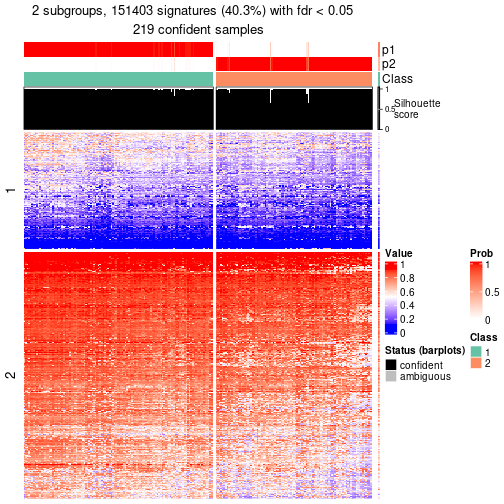 2 subgroups, 151403 signatures (40.3%) with fdr < 0.05
219 confident samples
p1
p2
Class
1
0.5
0
Silhouette
score
1
2
Value
1
0.8
0.6
0.4
0.2
0
Prob
1
0.5
0
Status (barplots)
confident
ambiguous
Class
1
2